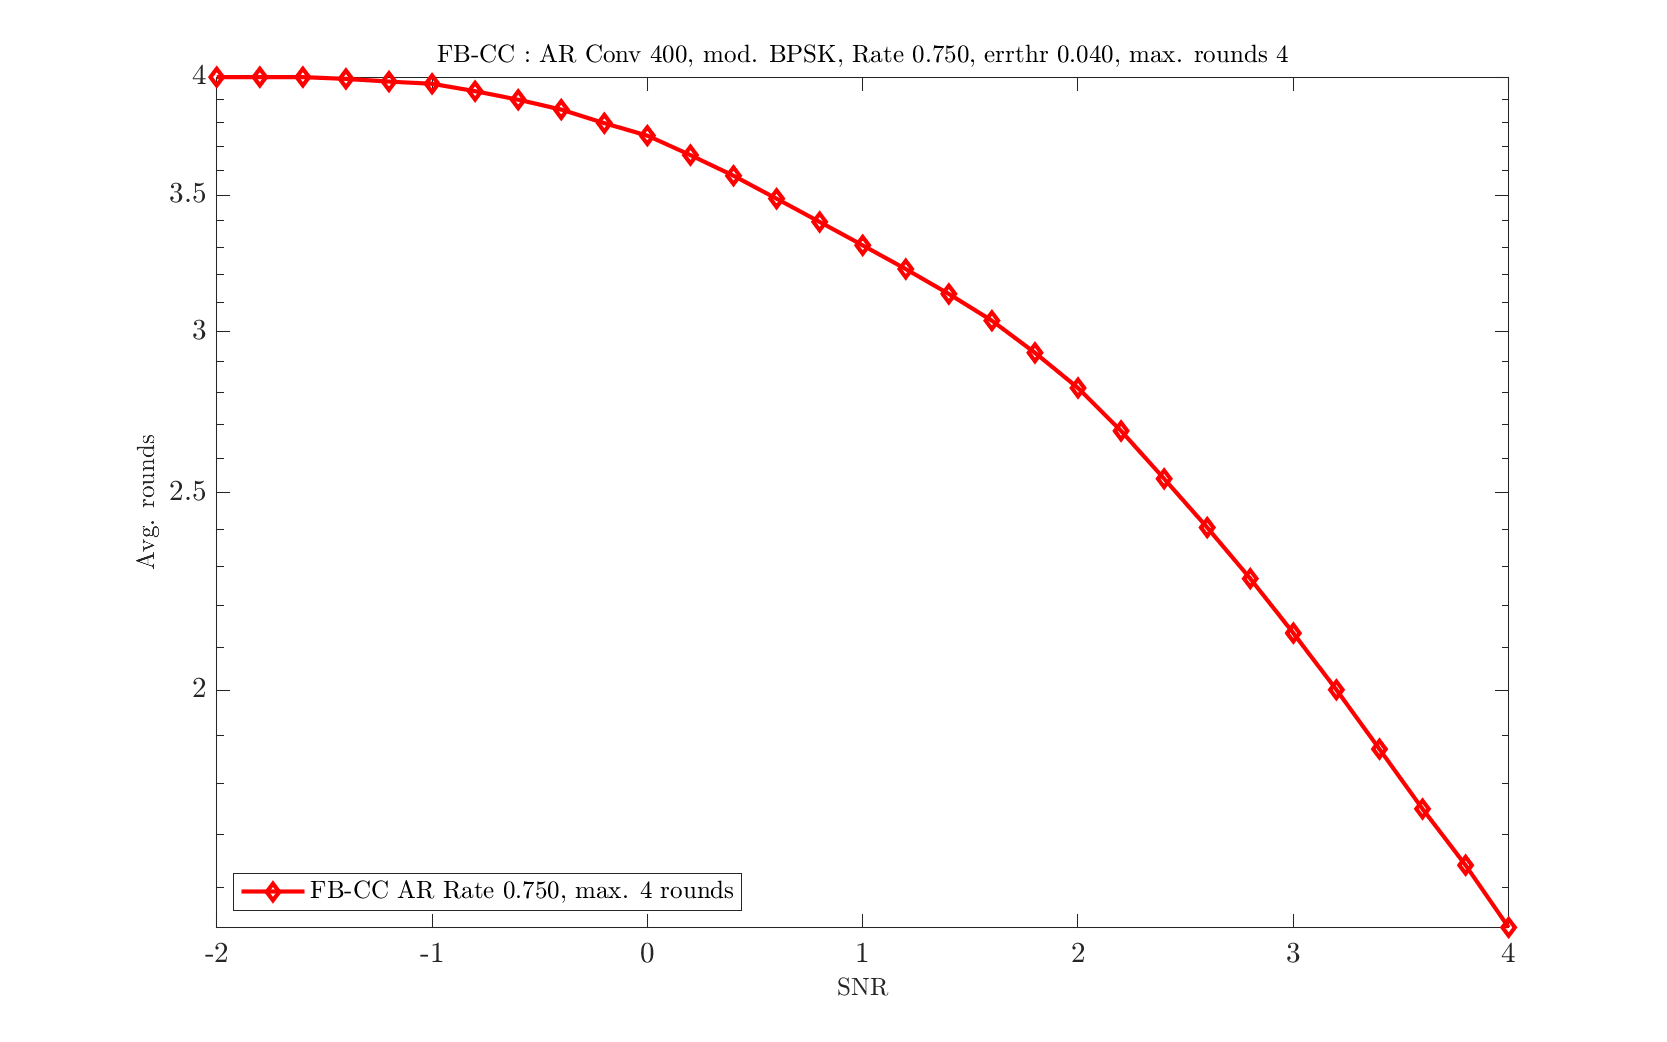 FB-CC : AR Conv 400, mod. BPSK, Rate 0.750, errthr 0.040, max. rounds 4
4
3.5
3
2.5
2
Avg. rounds
FB-CC AR Rate 0.750, max. 4 rounds
-2 -1 0 1 2 3 4
SNR